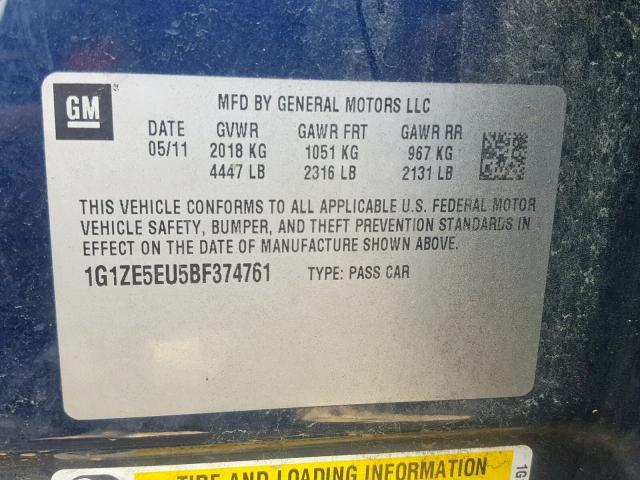 GM
MFD BY GENERAL MOTORS LLC
DATE GVWR GAWR FRT GAWR RR
05/11 2018 KG 1051 KG 967 KG
4447 LB 2316 LB 2131 LB
THIS VEHICLE CONFORMS TO ALL APPLICABLE U.S. FEDERAL MOTOR
VEHICLE SAFETY, BUMPER, AND THEFT PREVENTION STANDARDS IN
EFFECT ON THE DATE OF MANUFACTURE SHOWN ABOVE.
1G1ZE5EU5BF374761 TYPE: PASS CAR
TIRE AND LOADING INFORMATION
1G